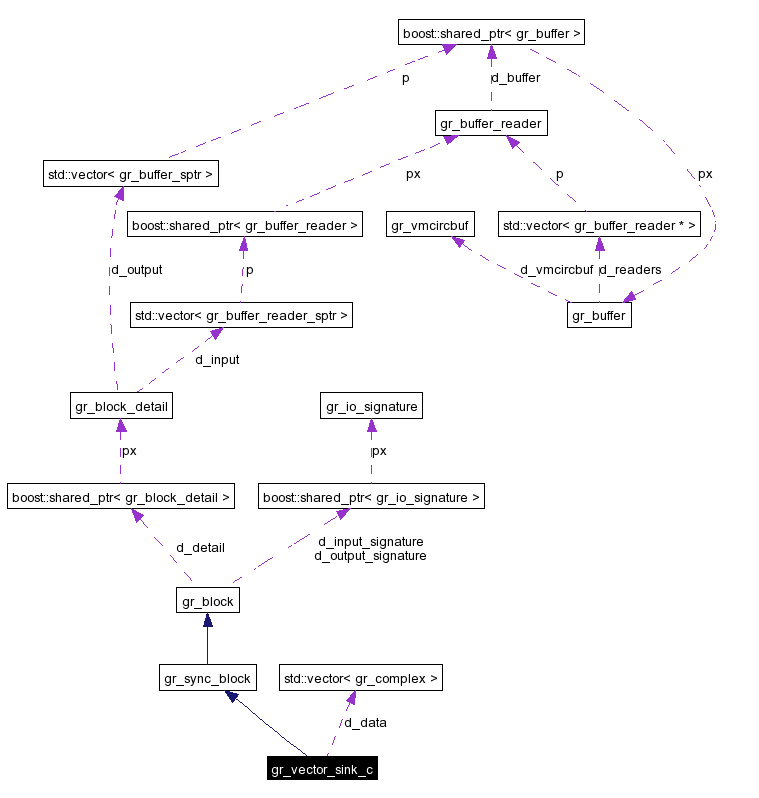 boost::shared_ptr< gr_buffer >
p
d_buffer
gr_buffer_reader
std::vector< gr_buffer_sptr >
px
p
px
boost::shared_ptr< gr_buffer_reader >
gr_vmcircbuf
std::vector< gr_buffer_reader * >
d_output
p
d_vmcircbuf
d_readers
std::vector< gr_buffer_reader_sptr >
gr_buffer
d_input
gr_block_detail
gr_io_signature
px
px
boost::shared_ptr< gr_block_detail >
boost::shared_ptr< gr_io_signature >
d_detail
d_input_signature
d_output_signature
gr_block
gr_sync_block
std::vector< gr_complex >
d_data
gr_vector_sink_c